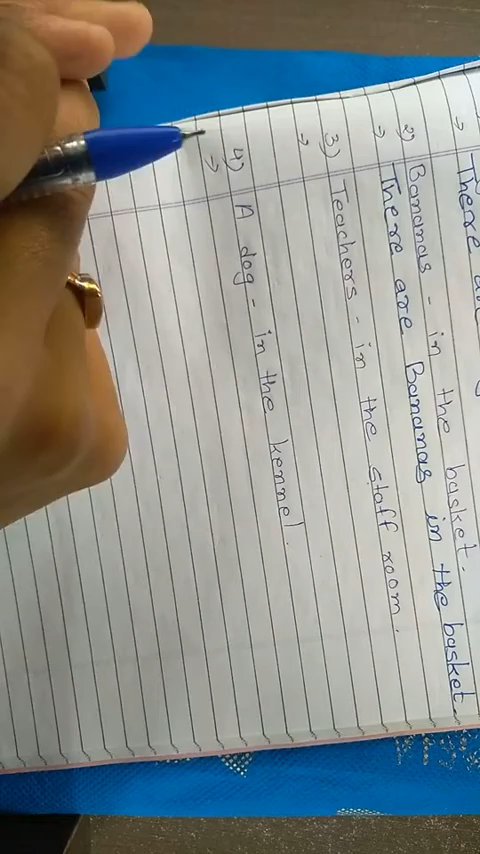 → There
2) Bananas - in the basket.
→ There are Bananas in the basket.
3) Teachers - in the staff room.
→
4) A dog - in the kennel.
→